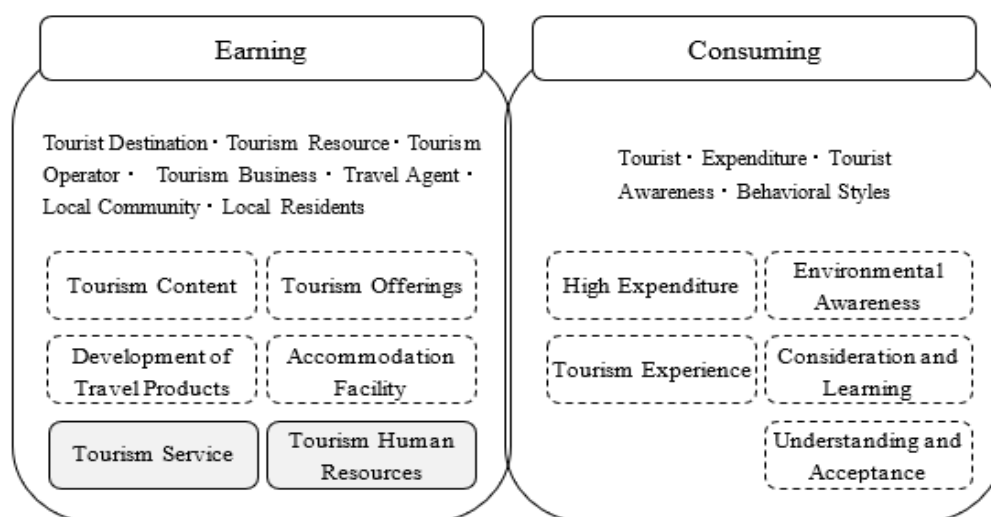 Earning
Tourist Destination・Tourism Resource・Tourism
Operator・ Tourism Business・Travel Agent・
Local Community・Local Residents
Tourism Content
Tourism Offerings
Development of
Travel Products
Accommodation
Facility
Tourism Service
Tourism Human
Resources
Consuming
Tourist・Expenditure・Tourist
Awareness・Behavioral Styles
High Expenditure
Environmental
Awareness
Tourism Experience
Consideration and
Learning
Understanding and
Acceptance